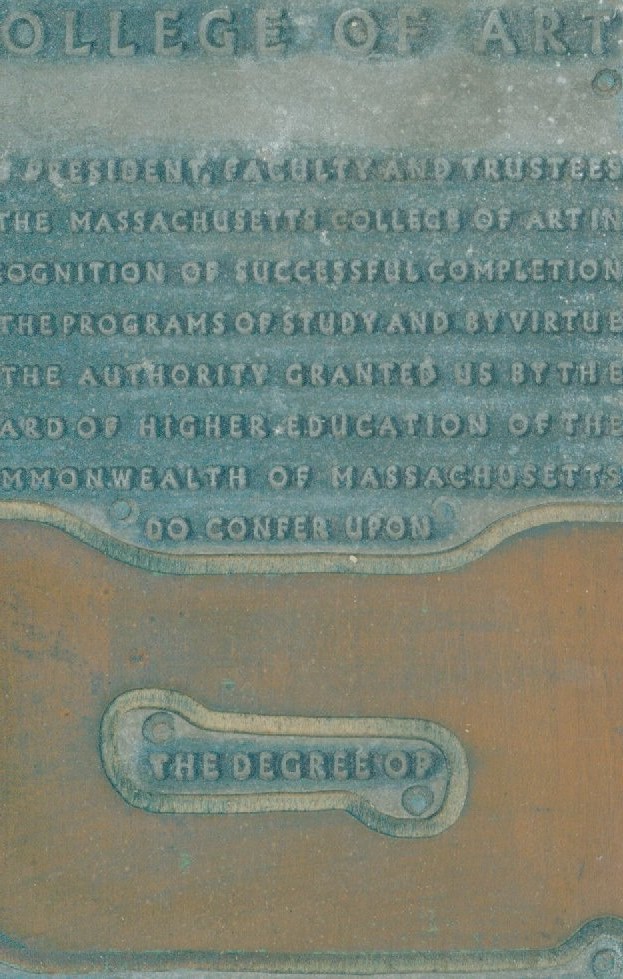 OLLEGE OF ART
PRESIDENT, FACULTY AND TRUSTEES
THE MASSACHUSETTS COLLEGE OF ART IN
COGNITION OF SUCCESSFUL COMPLETION
THE PROGRAMS OF STUDY AND BY VIRTUE
THE AUTHORITY GRANTED US BY THE
ARD OF HIGHER EDUCATION OF THE
MMONWEALTH OF MASSACHUSETTS
DO CONFER UPON
THE DEGREE OF